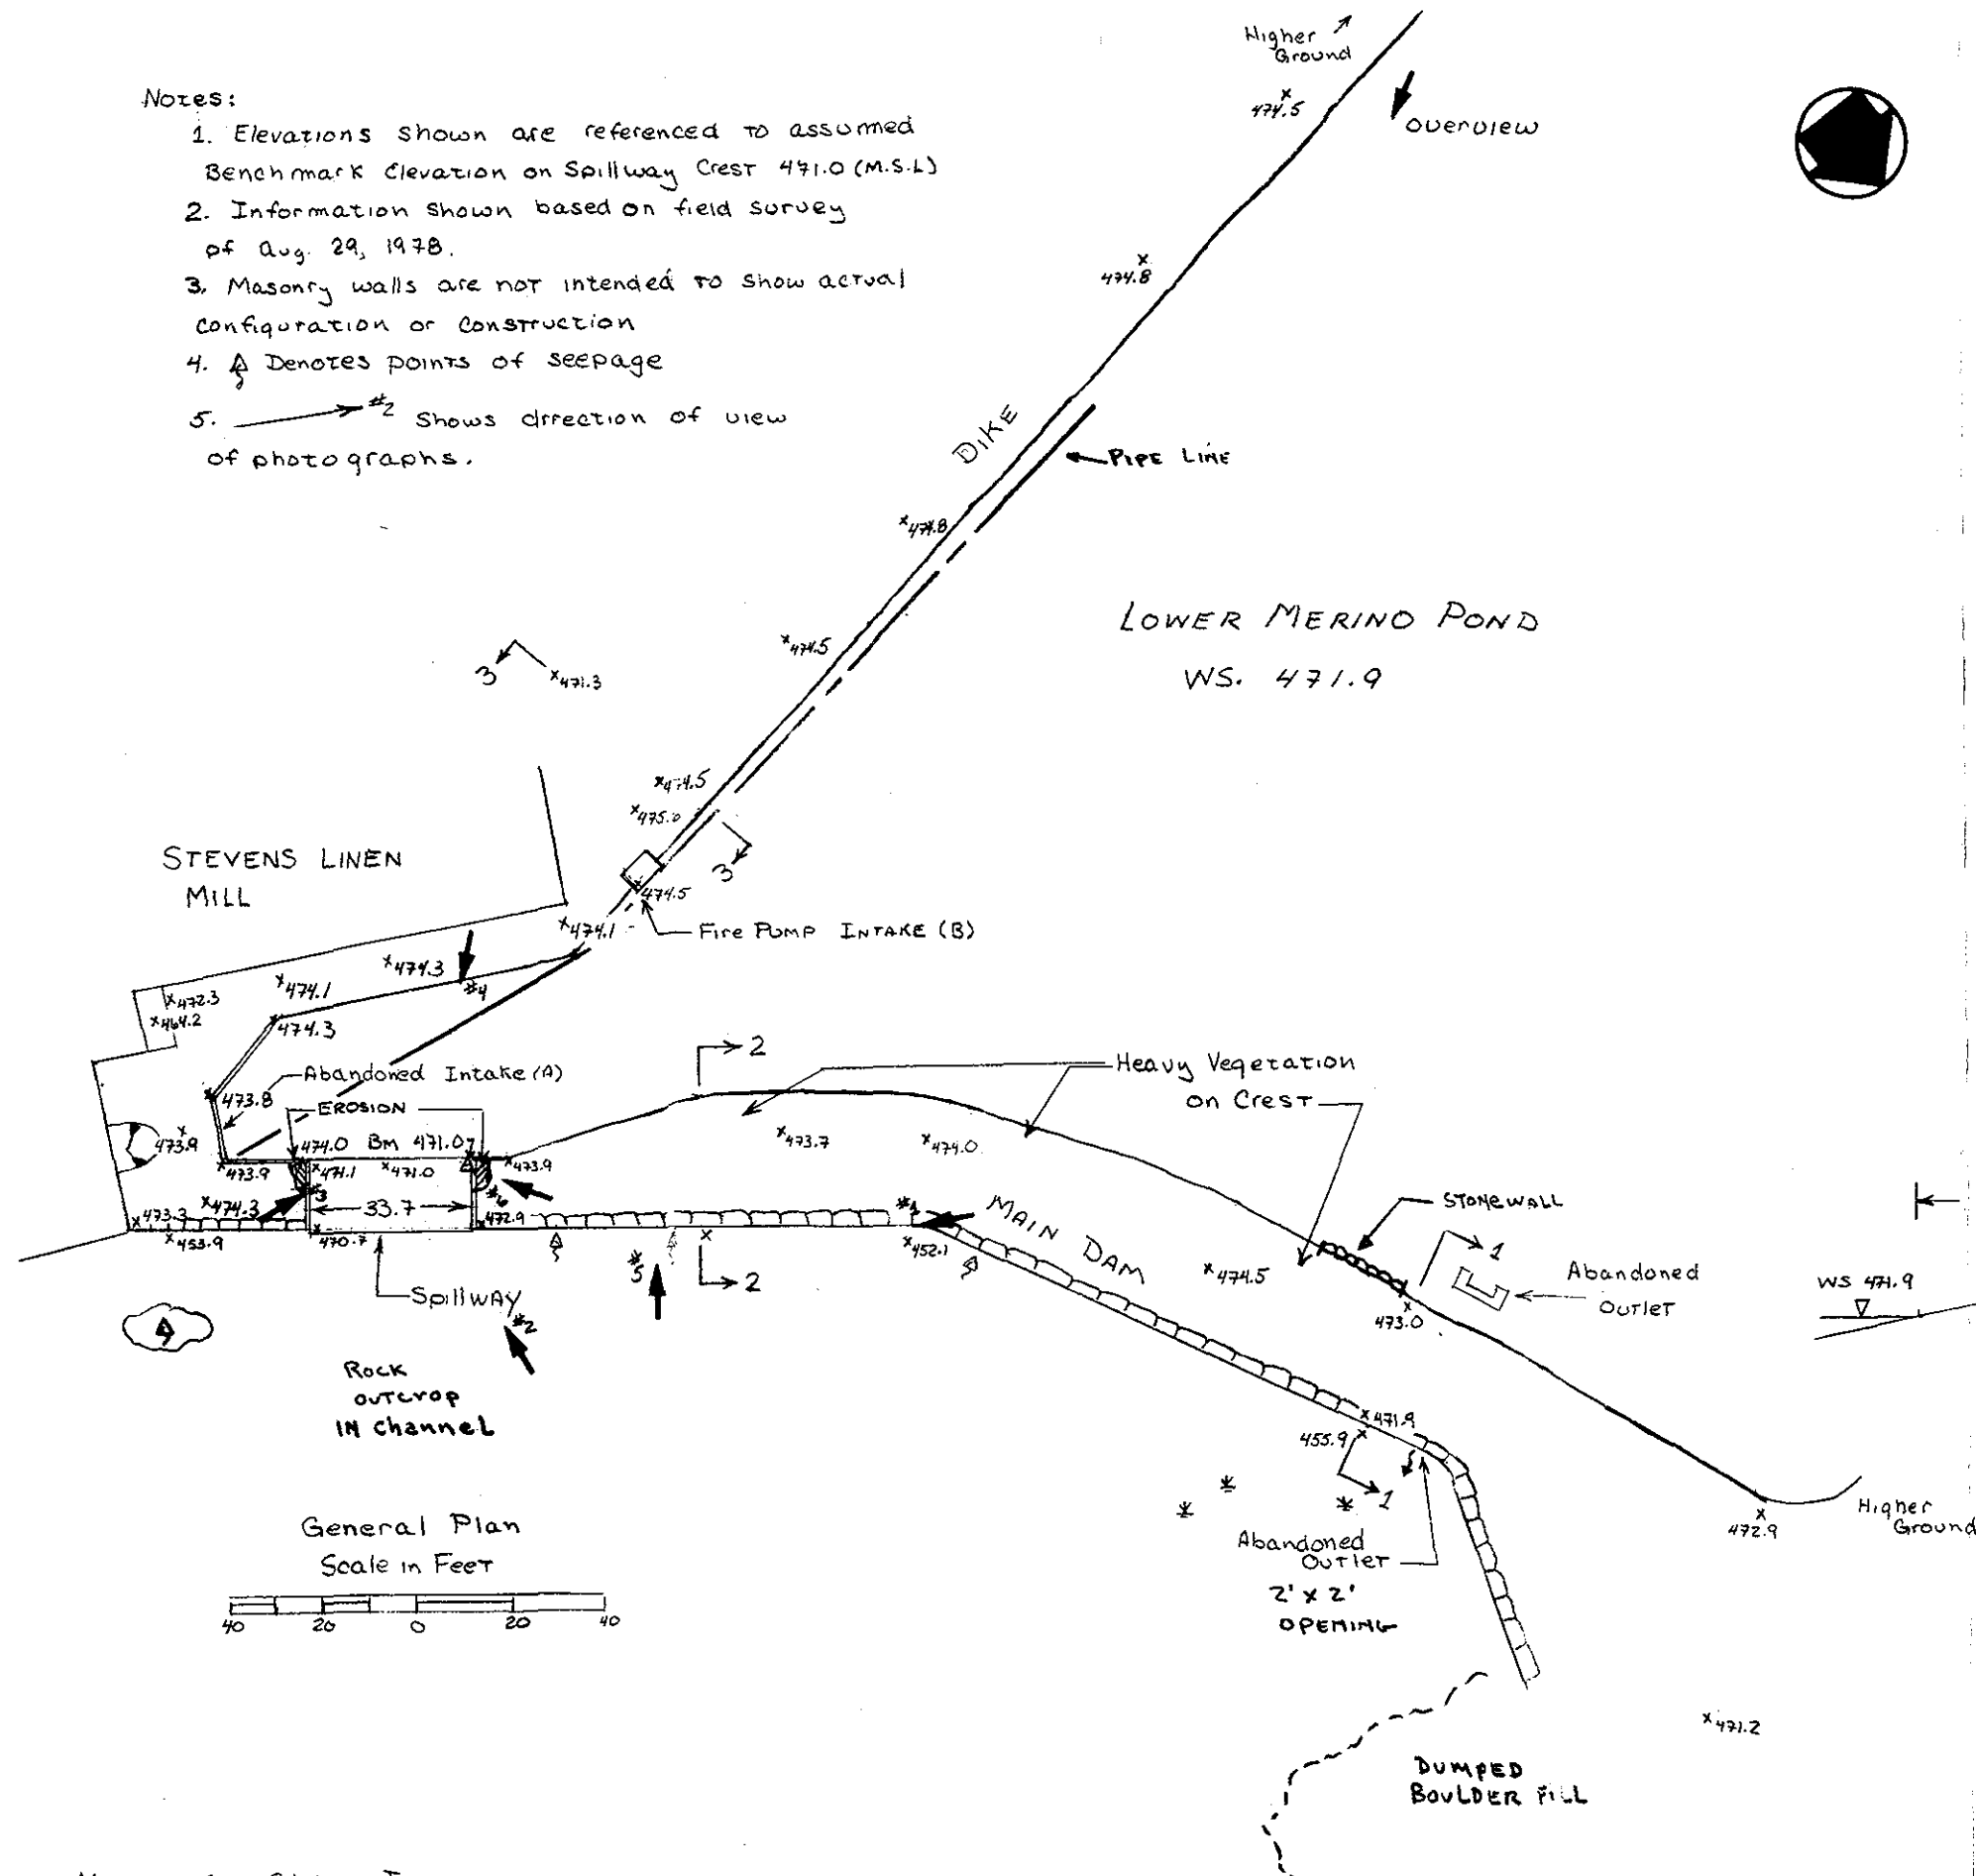 Notes:
1. Elevations shown are referenced to assumed
Benchmark Elevation on Spillway Crest 471.0 (M.S.L)
2. Information shown based on field survey
of Aug. 29, 1978.
3. Masonry walls are not intended to show actual
configuration or construction
4. Denotes points of seepage
5. #2 Shows direction of view
of photographs.
Higher
Ground
474.5
overview
474.8
DIKE
PIPE LINE
474.8
LOWER MERINO POND
WS. 471.9
474.5
3
471.3
474.5
475.0
3
STEVENS LINEN
MILL
474.5
474.1
Fire PUMP INTAKE (B)
474.3
#4
474.1
472.3
464.2
474.3
2
Abandoned Intake (A)
Heavy Vegetation
on Crest
473.8
EROSION
473.9
474.0 BM 471.0
473.7
474.0
473.9
471.1
471.0
473.9
#3
#6
474.3
33.7
473.3
472.9
453.9
470.7
#5
2
452.1
MAIN DAM
474.5
STONEWALL
1
Abandoned
Outlet
473.0
WS 471.9
Spillway
#2
Rock
outcrop
IN Channel
471.9
455.9
1
Abandoned
Outlet
2' x 2'
OPENING
472.9
Higher
Ground
General Plan
Scale in Feet
40 20 0 20 40
471.2
DUMPED
BOULDER FILL